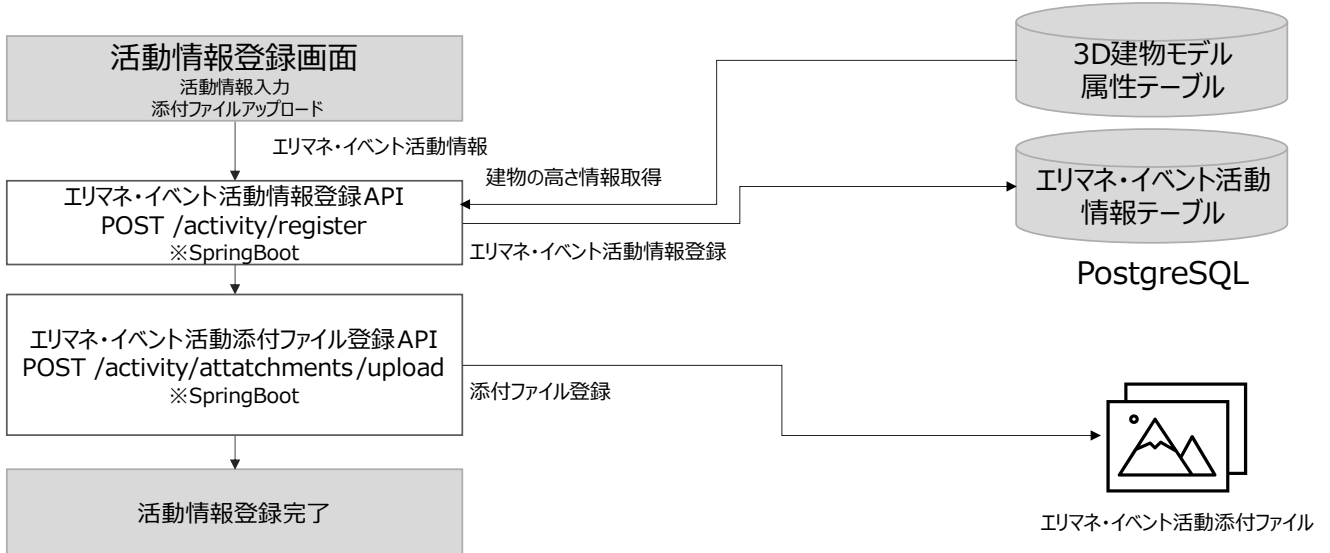 活動情報登録画面
活動情報入力
添付ファイルアップロード
エリマネ・イベント活動情報
エリマネ・イベント活動情報登録API
POST /activity/register
※SpringBoot
建物の高さ情報取得
エリマネ・イベント活動情報登録
3D建物モデル
属性テーブル
エリマネ・イベント活動
情報テーブル
PostgreSQL
エリマネ・イベント活動添付ファイル登録API
POST /activity/attatchments/upload
※SpringBoot
添付ファイル登録
エリマネ・イベント活動添付ファイル
活動情報登録完了